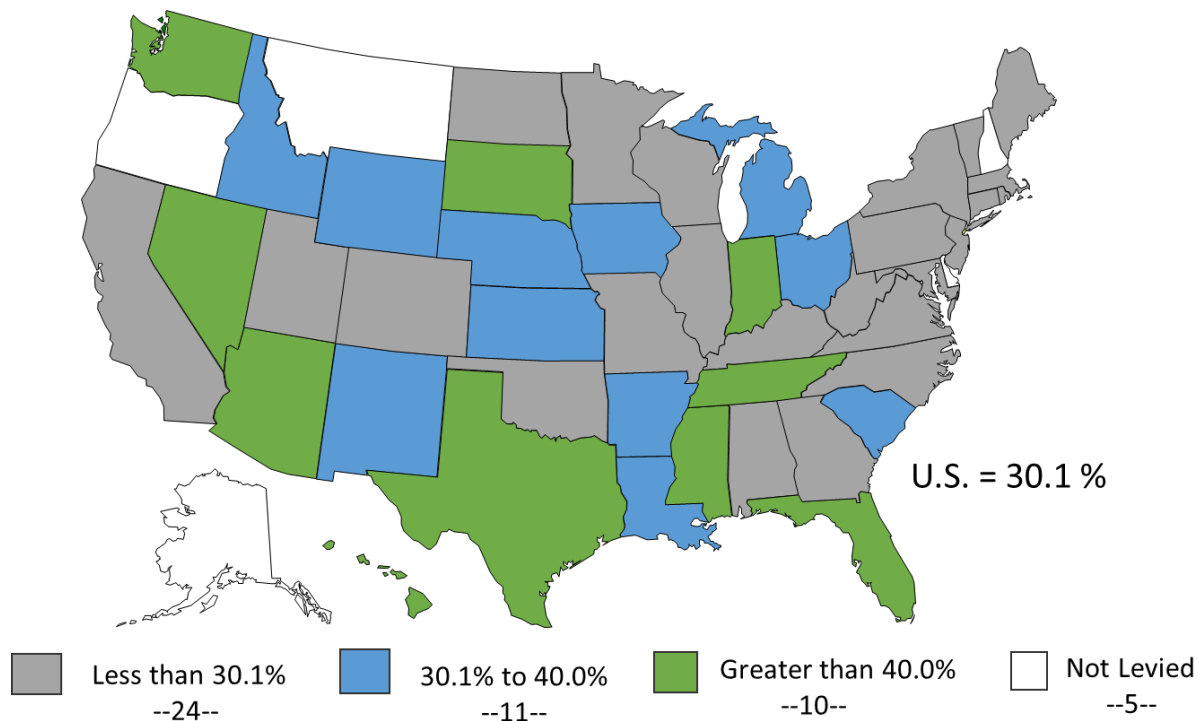 U.S. = 30.1 %
Less than 30.1%
--24--
30.1% to 40.0%
--11--
Greater than 40.0%
--10--
Not Levied
--5--